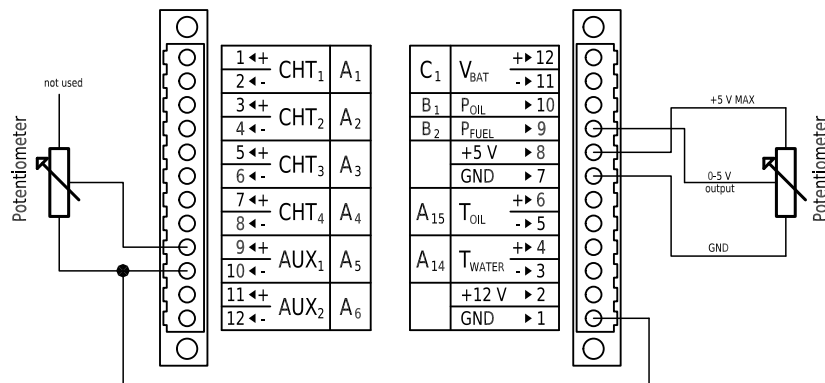 not used
Potentiometer
1 + CHT1 A1
2 -
3 + CHT2 A2
4 -
5 + CHT3 A3
6 -
7 + CHT4 A4
8 -
9 + AUX1 A5
10 -
11 + AUX2 A6
12 -
C1 VBAT + 12
- 11
B1 POIL 10
B2 PFUEL 9
+5 V 8
GND 7
A15 TOIL + 6
- 5
A14 TWATER + 4
- 3
+12 V 2
GND 1
+5 V MAX
0-5 V
output
GND
Potentiometer